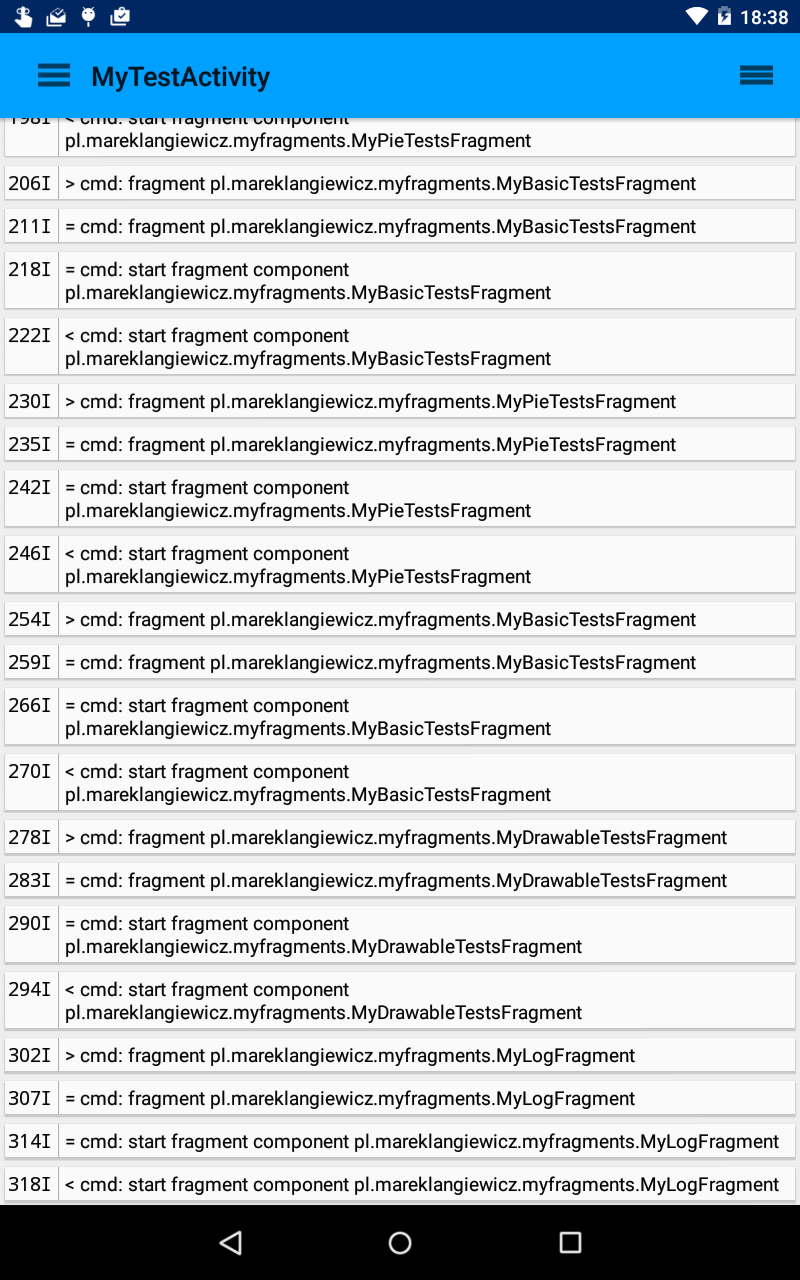 18:38
MyTestActivity
198I < cmd: start fragment component
pl.mareklangiewicz.myfragments.MyPieTestsFragment
206I > cmd: fragment pl.mareklangiewicz.myfragments.MyBasicTestsFragment
211I = cmd: fragment pl.mareklangiewicz.myfragments.MyBasicTestsFragment
218I = cmd: start fragment component
pl.mareklangiewicz.myfragments.MyBasicTestsFragment
222I < cmd: start fragment component
pl.mareklangiewicz.myfragments.MyBasicTestsFragment
230I > cmd: fragment pl.mareklangiewicz.myfragments.MyPieTestsFragment
235I = cmd: fragment pl.mareklangiewicz.myfragments.MyPieTestsFragment
242I = cmd: start fragment component
pl.mareklangiewicz.myfragments.MyPieTestsFragment
246I < cmd: start fragment component
pl.mareklangiewicz.myfragments.MyPieTestsFragment
254I > cmd: fragment pl.mareklangiewicz.myfragments.MyBasicTestsFragment
259I = cmd: fragment pl.mareklangiewicz.myfragments.MyBasicTestsFragment
266I = cmd: start fragment component
pl.mareklangiewicz.myfragments.MyBasicTestsFragment
270I < cmd: start fragment component
pl.mareklangiewicz.myfragments.MyBasicTestsFragment
278I > cmd: fragment pl.mareklangiewicz.myfragments.MyDrawableTestsFragment
283I = cmd: fragment pl.mareklangiewicz.myfragments.MyDrawableTestsFragment
290I = cmd: start fragment component
pl.mareklangiewicz.myfragments.MyDrawableTestsFragment
294I < cmd: start fragment component
pl.mareklangiewicz.myfragments.MyDrawableTestsFragment
302I > cmd: fragment pl.mareklangiewicz.myfragments.MyLogFragment
307I = cmd: fragment pl.mareklangiewicz.myfragments.MyLogFragment
314I = cmd: start fragment component pl.mareklangiewicz.myfragments.MyLogFragment
318I < cmd: start fragment component pl.mareklangiewicz.myfragments.MyLogFragment